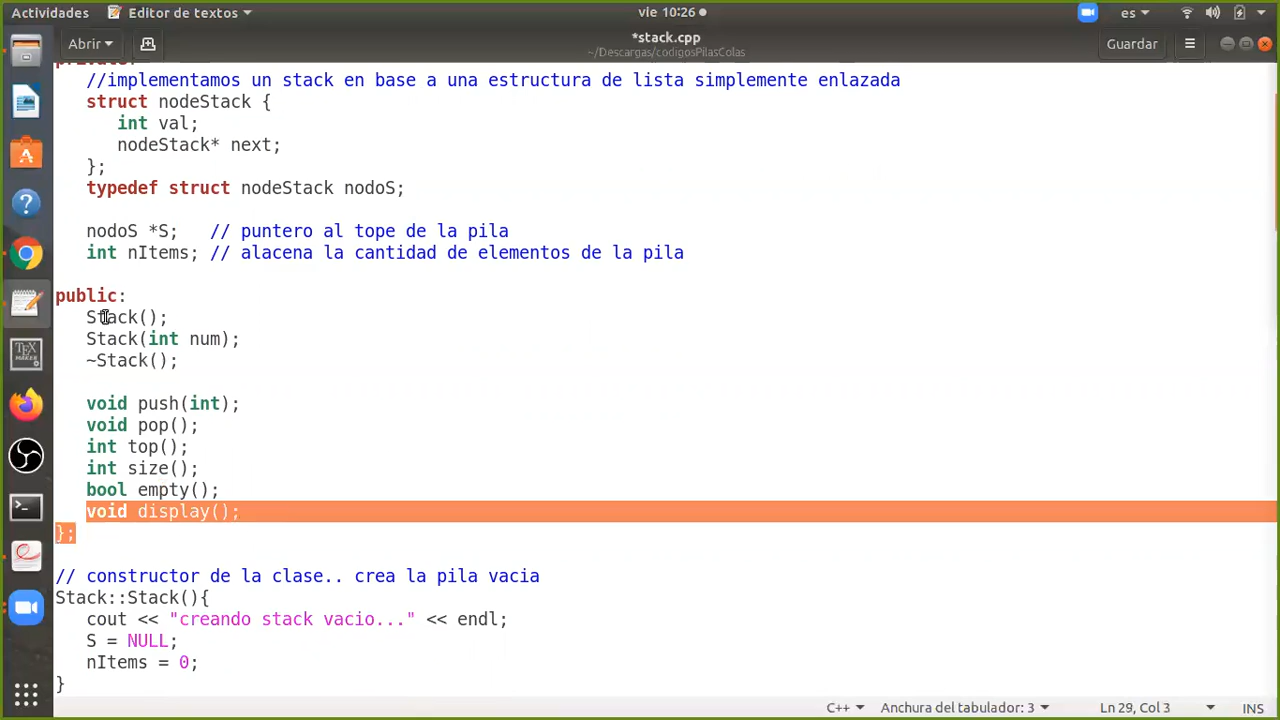 Actividades
Editor de textos
vie 10:26
es
Abrir
*stack.cpp
~/Descargas/codigosPilasColas
Guardar
private:
//implementamos un stack en base a una estructura de lista simplemente enlazada
struct nodeStack {
int val;
nodeStack* next;
};
typedef struct nodeStack nodoS;
nodoS *S; // puntero al tope de la pila
int nItems; // alacena la cantidad de elementos de la pila
public:
Stack();
Stack(int num);
~Stack();
void push(int);
void pop();
int top();
int size();
bool empty();
void display();
};
// constructor de la clase.. crea la pila vacia
Stack::Stack(){
cout << "creando stack vacio..." << endl;
S = NULL;
nItems = 0;
}
C++
Anchura del tabulador: 3
Ln 29, Col 3
INS